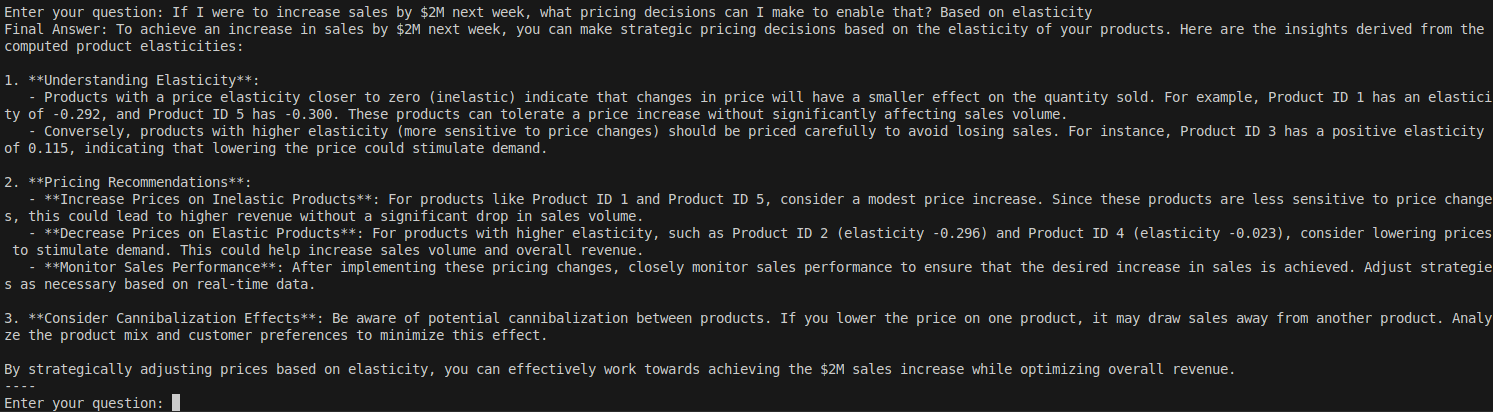 Enter your question: If I were to increase sales by $2M next week, what pricing decisions can I make to enable that? Based on elasticity
Final Answer: To achieve an increase in sales by $2M next week, you can make strategic pricing decisions based on the elasticity of your products. Here are the insights derived from the
computed product elasticities:

1. **Understanding Elasticity**:
   - Products with a price elasticity closer to zero (inelastic) indicate that changes in price will have a smaller effect on the quantity sold. For example, Product ID 1 has an elastici
ty of -0.292, and Product ID 5 has -0.300. These products can tolerate a price increase without significantly affecting sales volume.
   - Conversely, products with higher elasticity (more sensitive to price changes) should be priced carefully to avoid losing sales. For instance, Product ID 3 has a positive elasticity
of 0.115, indicating that lowering the price could stimulate demand.

2. **Pricing Recommendations**:
   - **Increase Prices on Inelastic Products**: For products like Product ID 1 and Product ID 5, consider a modest price increase. Since these products are less sensitive to price change
s, this could lead to higher revenue without a significant drop in sales volume.
   - **Decrease Prices on Elastic Products**: For products with higher elasticity, such as Product ID 2 (elasticity -0.296) and Product ID 4 (elasticity -0.023), consider lowering prices
 to stimulate demand. This could help increase sales volume and overall revenue.
   - **Monitor Sales Performance**: After implementing these pricing changes, closely monitor sales performance to ensure that the desired increase in sales is achieved. Adjust strategie
s as necessary based on real-time data.

3. **Consider Cannibalization Effects**: Be aware of potential cannibalization between products. If you lower the price on one product, it may draw sales away from another product. Analy
ze the product mix and customer preferences to minimize this effect.

By strategically adjusting prices based on elasticity, you can effectively work towards achieving the $2M sales increase while optimizing overall revenue.
----
Enter your question: